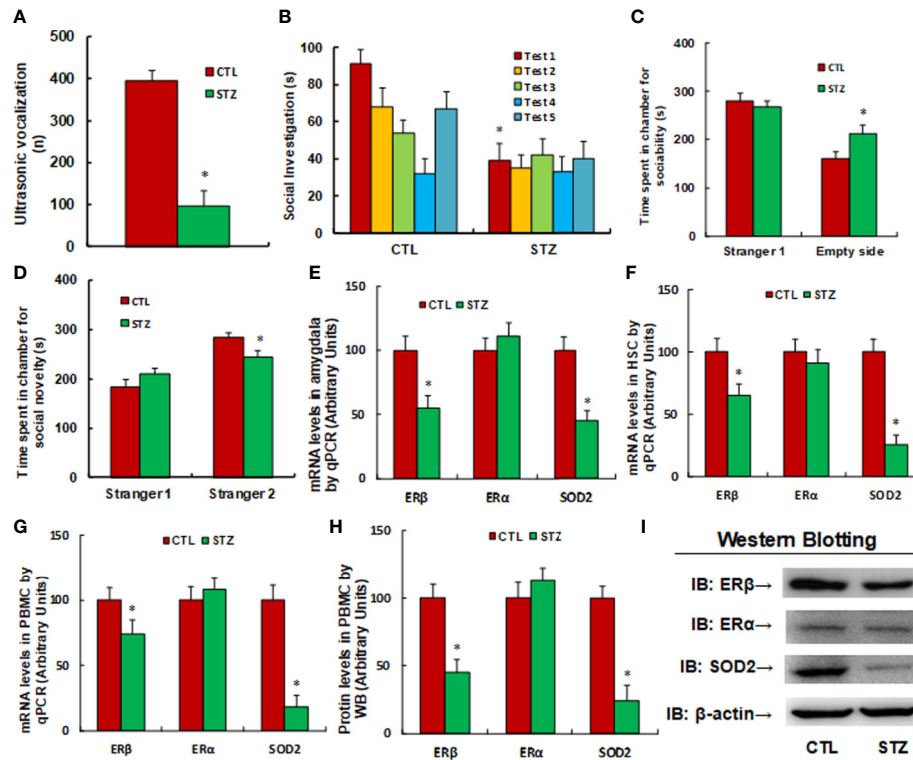 A
Ultrasonic vocalization (n)
500
400
300
200
100
0
CTL
STZ
*
B
Social Investigation (s)
100
80
60
40
20
0
Test 1
Test 2
Test 3
Test 4
Test 5
*
CTL
STZ
C
Time spent in chamber for sociability (s)
400
300
200
100
0
CTL
STZ
*
Stranger 1
Empty side
D
Time spent in chamber for social novelty (s)
400
300
200
100
0
CTL
STZ
*
Stranger 1
Stranger 2
E
mRNA levels in amygdala by qPCR (Arbitrary Units)
150
100
50
0
CTL
STZ
*
*
ERβ
ERα
SOD2
F
mRNA levels in HSC by qPCR (Arbitrary Units)
150
100
50
0
CTL
STZ
*
*
ERβ
ERα
SOD2
G
mRNA levels in PBMC by qPCR (Arbitrary Units)
150
100
50
0
CTL
STZ
*
*
ERβ
ERα
SOD2
H
Protin levels in PBMC by WB (Arbitrary Units)
150
100
50
0
CTL
STZ
*
*
ERβ
ERα
SOD2
I
Western Blotting
IB: ERβ→
IB: ERα→
IB: SOD2→
IB: β-actin→
CTL
STZ